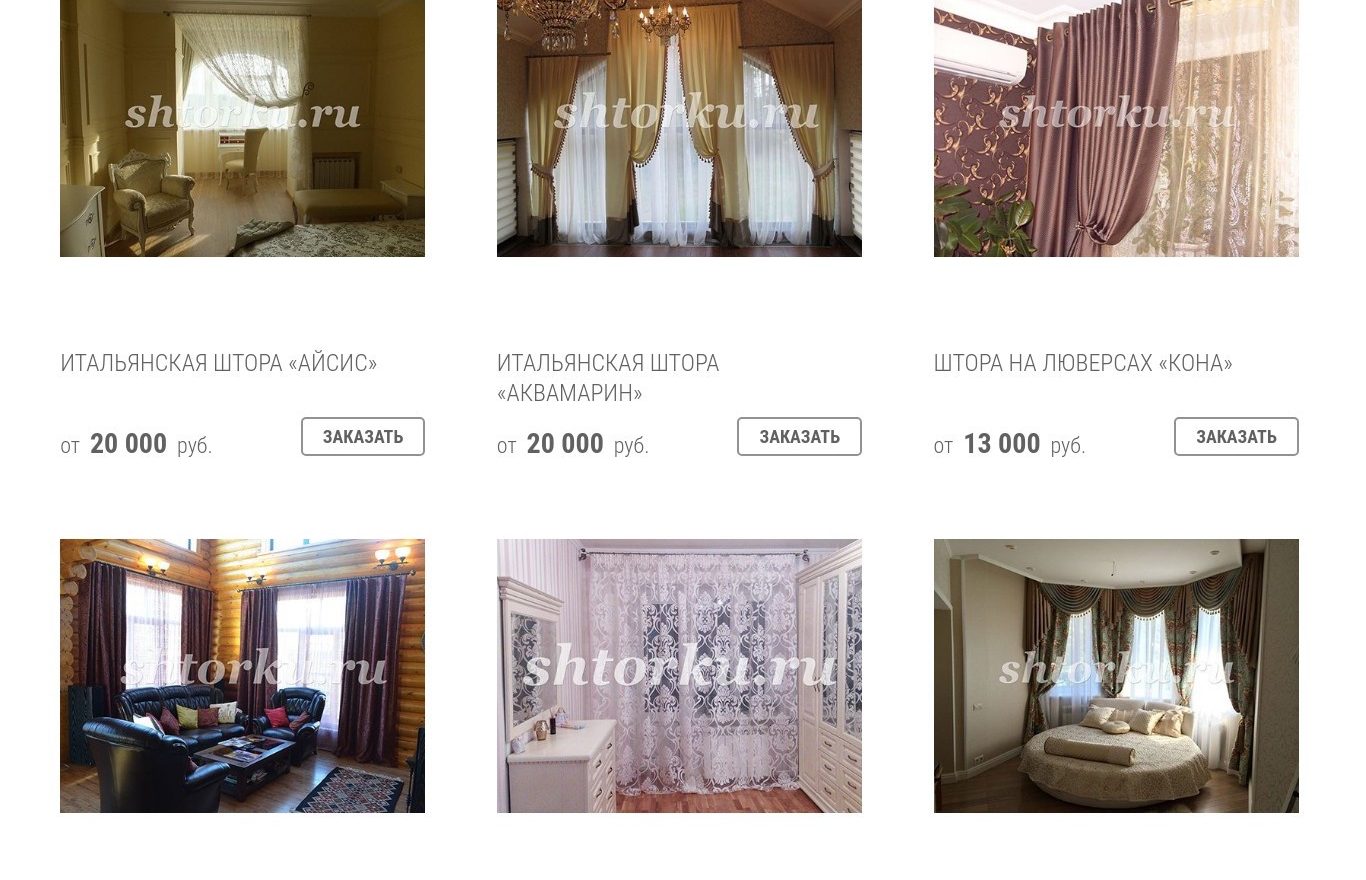 shtorku.ru
shtorku.ru
shtorku.ru
ИТАЛЬЯНСКАЯ ШТОРА «АЙСИС»
от 20 000 руб.
ЗАКАЗАТЬ
ИТАЛЬЯНСКАЯ ШТОРА
«АКВАМАРИН»
от 20 000 руб.
ЗАКАЗАТЬ
ШТОРА НА ЛЮВЕРСАХ «КОНА»
от 13 000 руб.
ЗАКАЗАТЬ
shtorku.ru
shtorku.ru
shtorku.ru